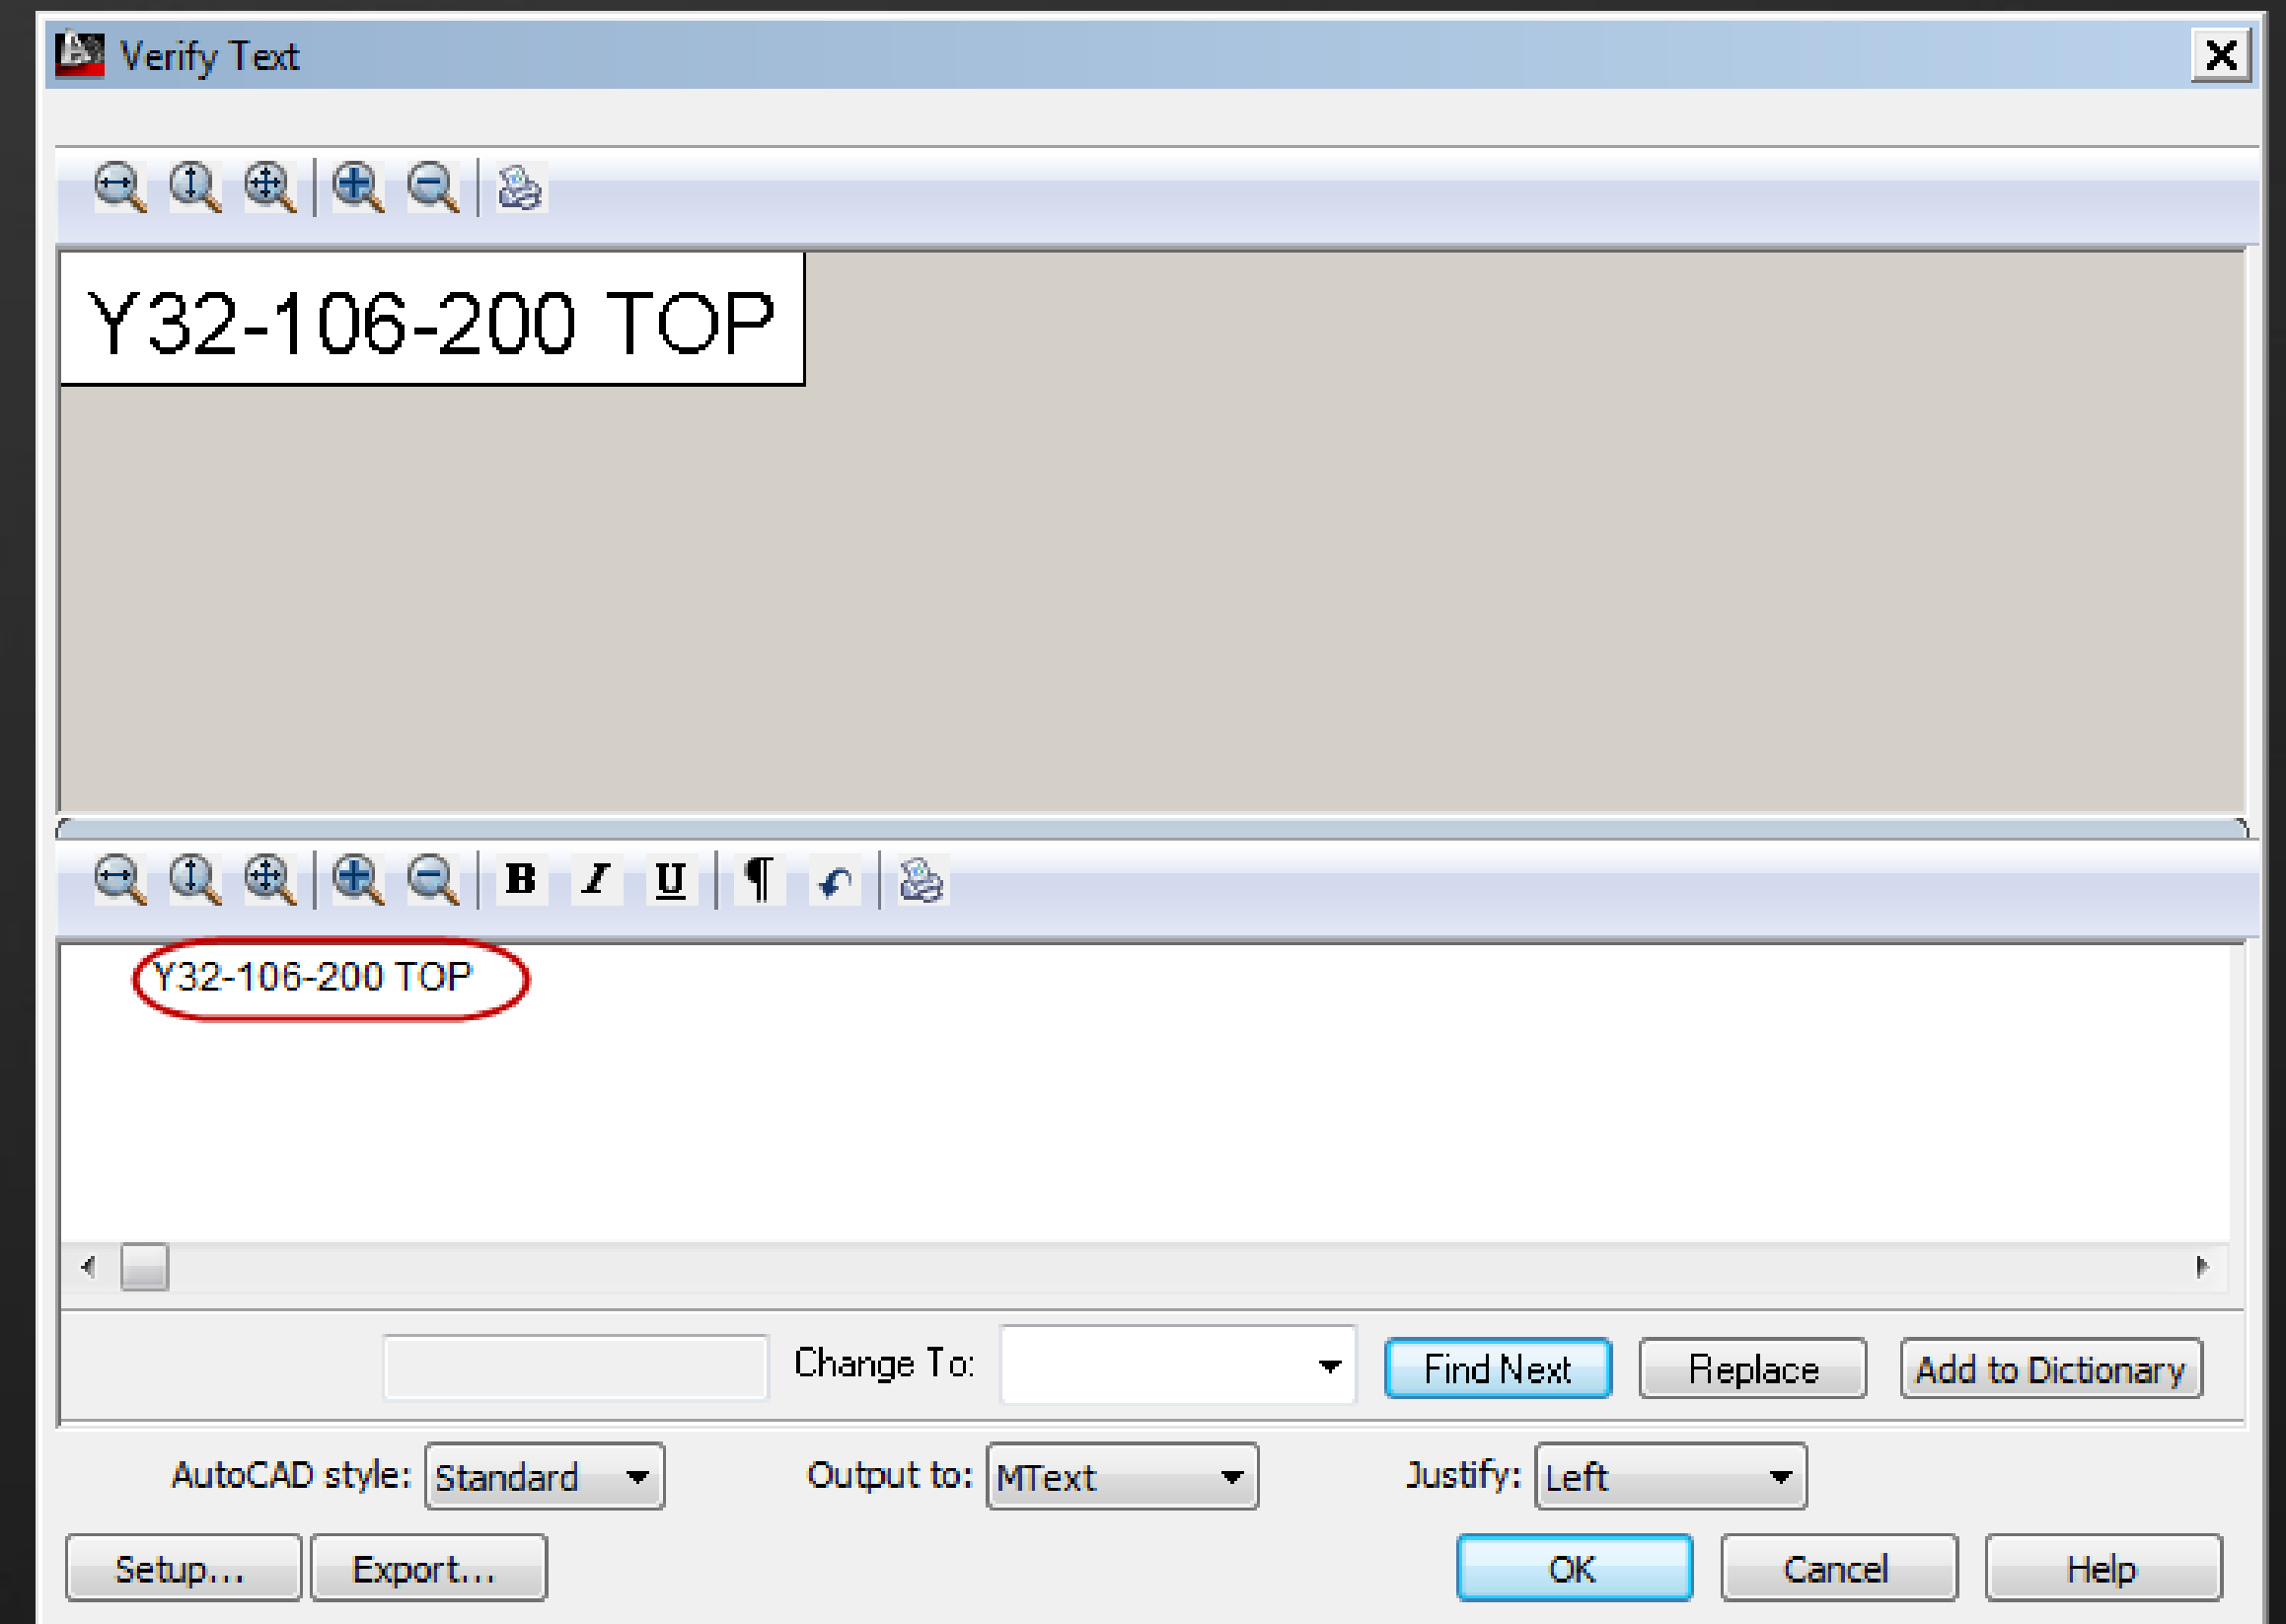 Verify Text
Y32-106-200 TOP
B I U ¶
Y32-106-200 TOP
Change To: Find Next Replace Add to Dictionary
AutoCAD style: Standard Output to: MText Justify: Left
Setup... Export... OK Cancel Help